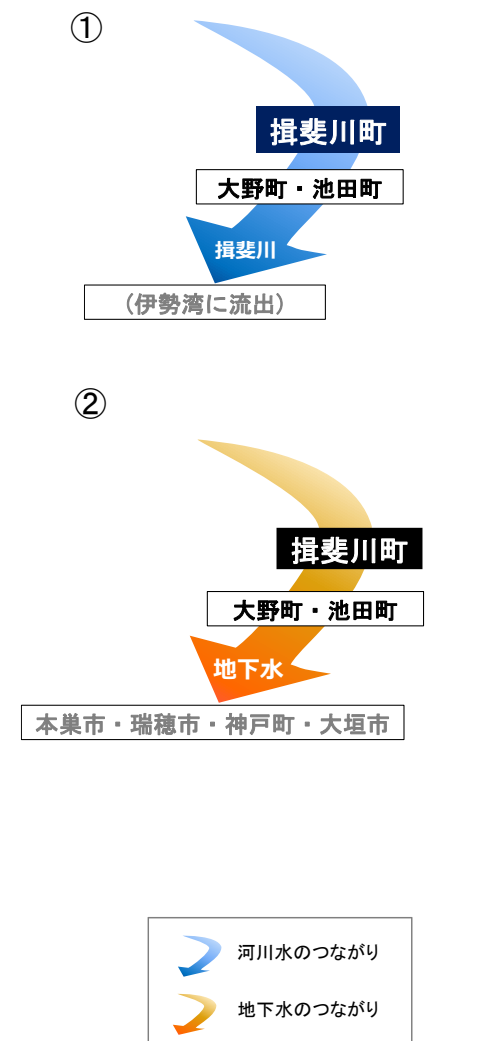 ①
揖斐川町
大野町・池田町
揖斐川
（伊勢湾に流出）
②
揖斐川町
大野町・池田町
地下水
本巣市・瑞穂市・神戸町・大垣市
河川水のつながり
地下水のつながり